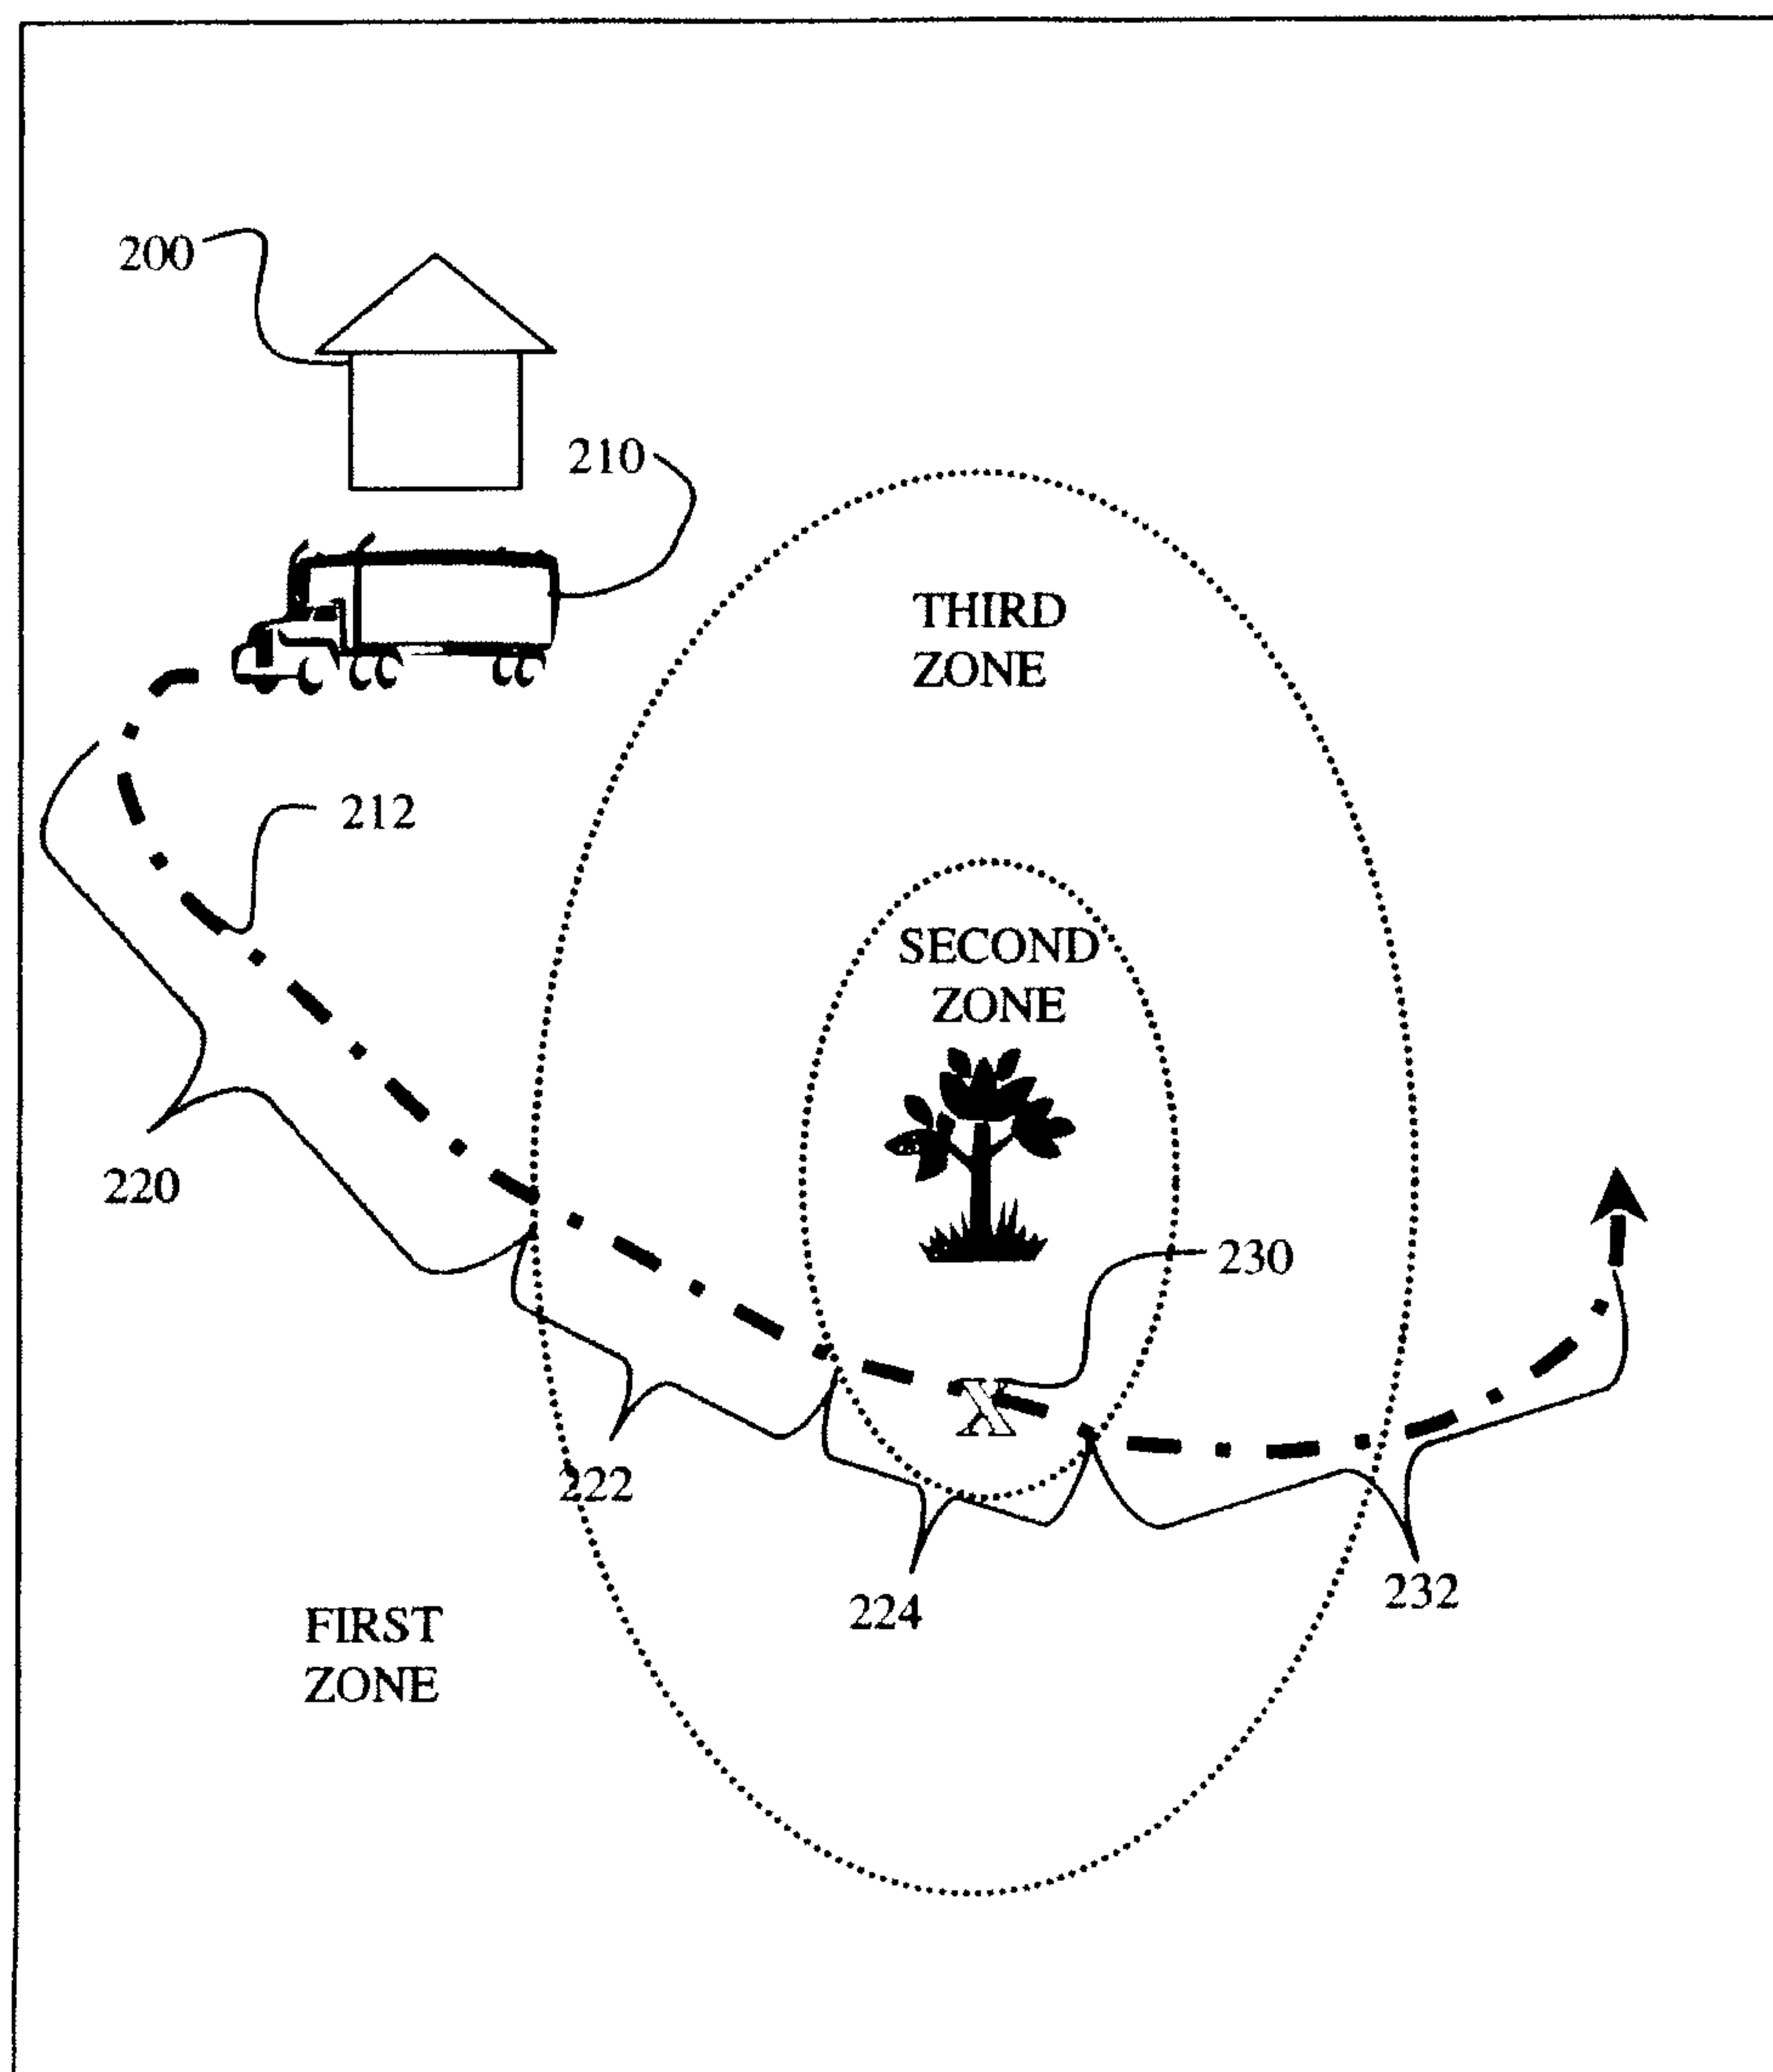 200
210
THIRD
ZONE
212
SECOND
ZONE
220
230
X
222
224
232
FIRST
ZONE